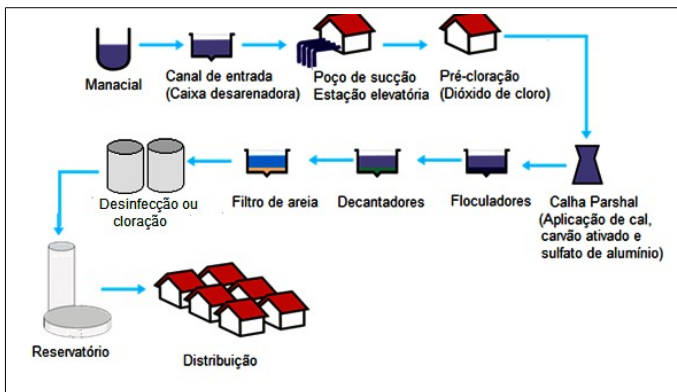 Manacial
Canal de entrada
(Caixa desarenadora)
Poço de sucção
Estação elevatória
Pré-cloração
(Dióxido de cloro)
Calha Parshal
(Aplicação de cal,
carvão ativado e
sulfato de alumínio)
Floculadores
Decantadores
Filtro de areia
Desinfecção ou
cloração
Reservatório
Distribuição